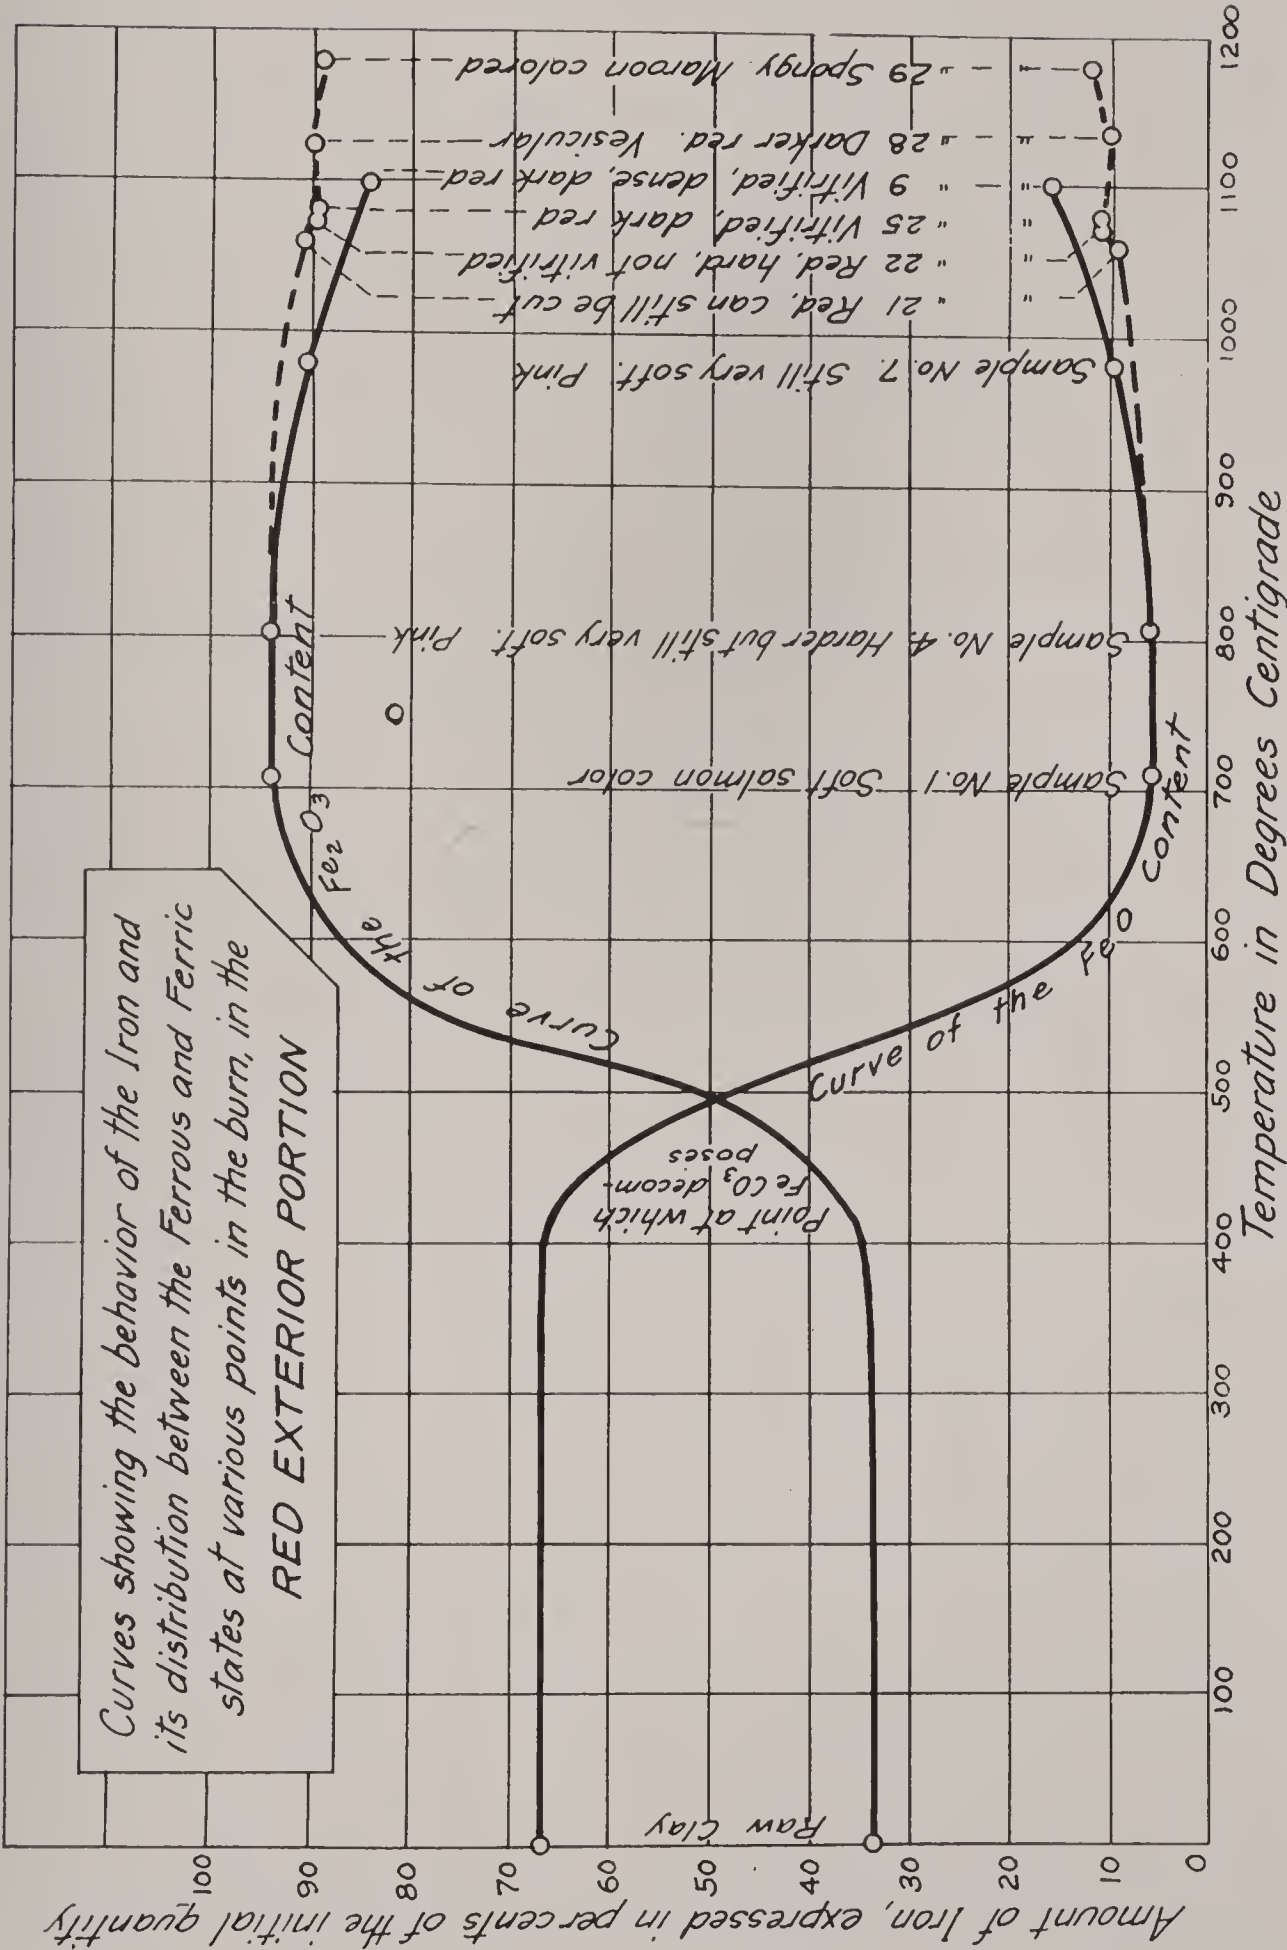 Curves showing the behavior of the Iron and
its distribution between the Ferrous and Ferric
states at various points in the burn, in the
RED EXTERIOR PORTION
Amount of Iron, expressed in per cents of the initial quantity
100
90
80
70
60
50
40
30
20
10
0
Raw Clay
Point at which
FeCO3 decom-
poses
Curve of the Fe2O3 Content
Curve of the Fe2O content
Sample No.1 Soft salmon color
Sample No. 4. Harder but still very soft. Pink
Sample No.7. Still very soft. Pink
" " 21 Red, can still be cut
" " 22 Red, hard, not vitrified
" " 25 Vitrified, dark red
" " 9 Vitrified, dense, dark red
" " 28 Darker red. Vesicular
" " 29 Spongy. Maroon colored
100
200
300
400
500
600
700
800
900
1000
1100
1200
Temperature in Degrees Centigrade